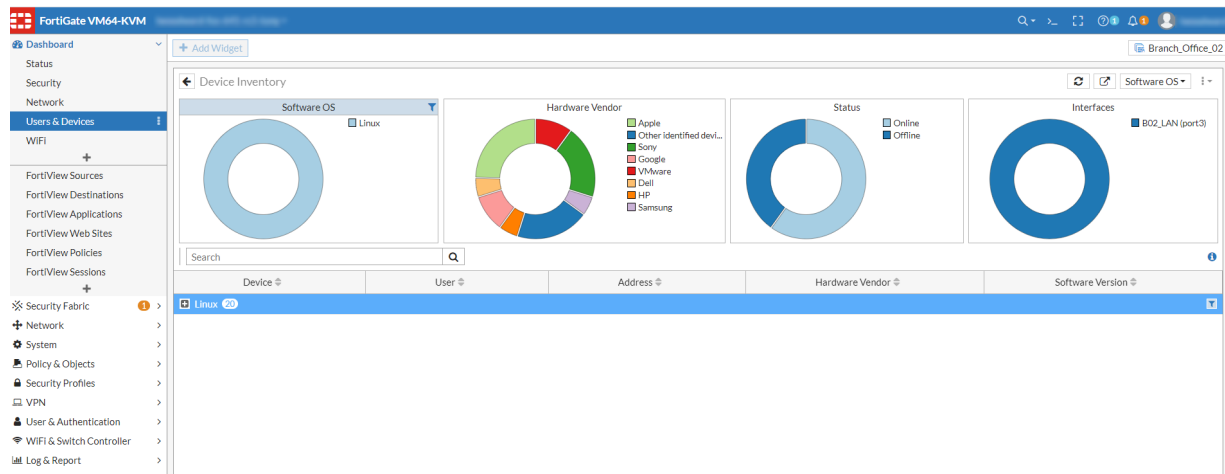 FortiGate VM64-KVM
1
1
Dashboard
Status
Security
Network
Users & Devices
WiFi
FortiView Sources
FortiView Destinations
FortiView Applications
FortiView Web Sites
FortiView Policies
FortiView Sessions
Security Fabric 1
Network
System
Policy & Objects
Security Profiles
VPN
User & Authentication
WiFi & Switch Controller
Log & Report
+ Add Widget
Branch_Office_02
Device Inventory
Software OS
Software OS
Linux
Hardware Vendor
Apple
Other identified devi...
Sony
Google
VMware
Dell
HP
Samsung
Status
Online
Offline
Interfaces
B02_LAN (port3)
Search
Device User Address Hardware Vendor Software Version
Linux 20